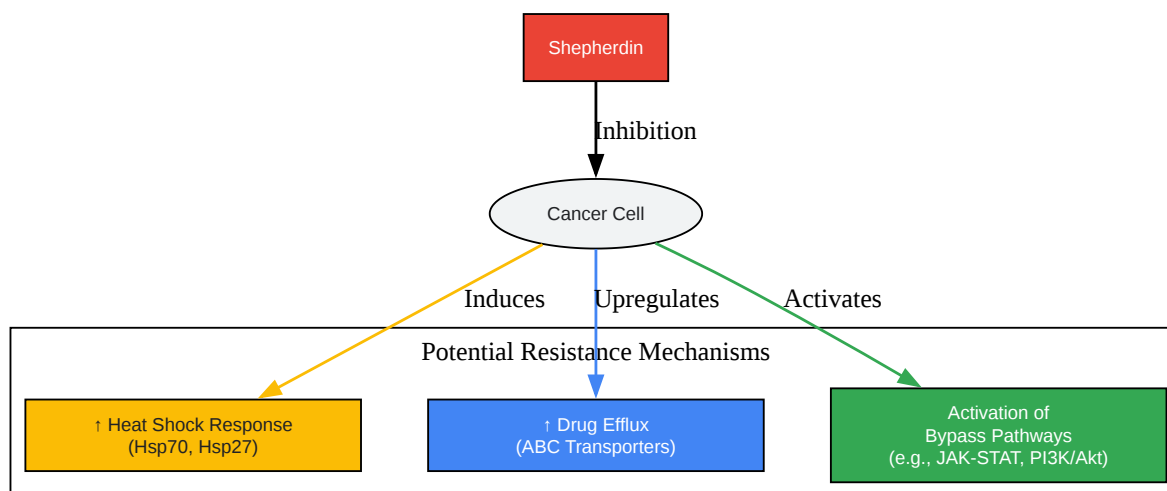 Shepherdin
Inhibition
Cancer Cell
Induces
Upregulates
Activates
Potential Resistance Mechanisms
↑ Heat Shock Response
(Hsp70, Hsp27)
↑ Drug Efflux
(ABC Transporters)
Activation of
Bypass Pathways
(e.g., JAK-STAT, PI3K/Akt)